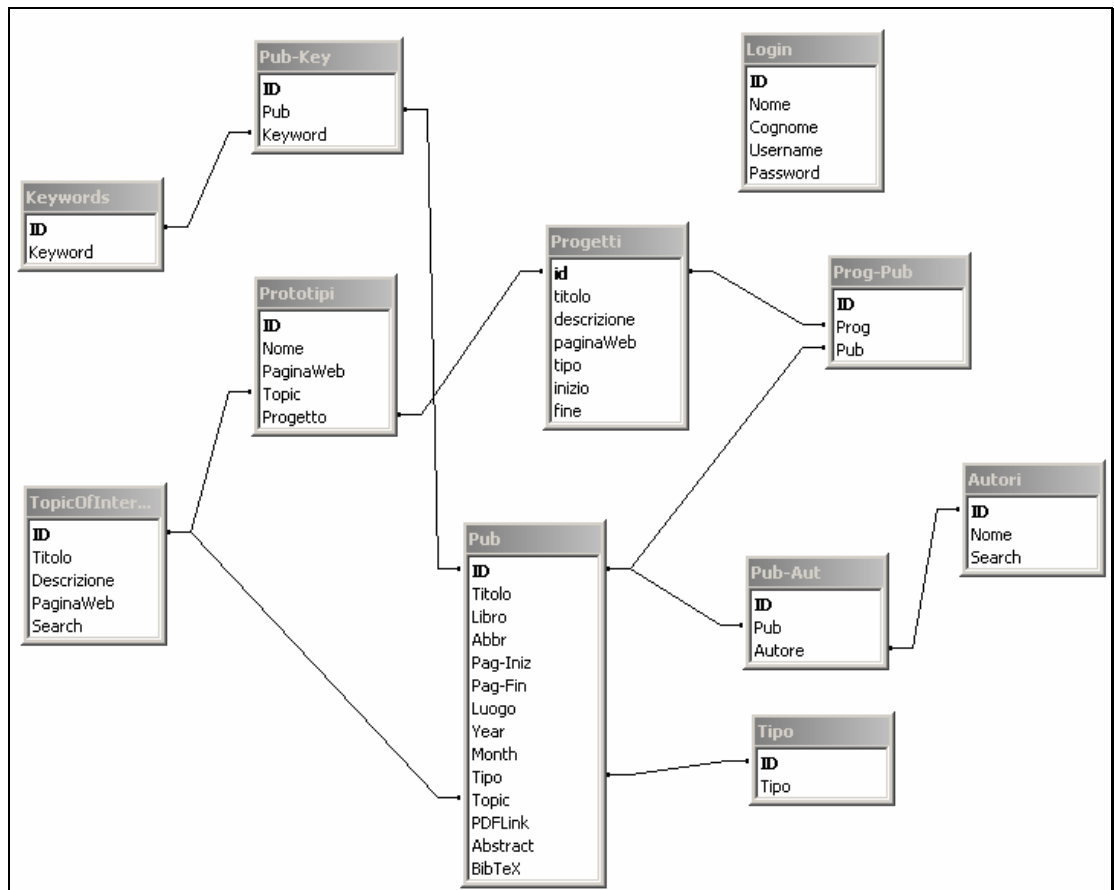 Pub-Key
ID
Pub
Keyword
Login
ID
Nome
Cognome
Username
Password
Keywords
ID
Keyword
Progetti
id
titolo
descrizione
paginaWeb
tipo
inizio
fine
Prog-Pub
ID
Prog
Pub
Prototipi
ID
Nome
PaginaWeb
Topic
Progetto
TopicOfInter...
ID
Titolo
Descrizione
PaginaWeb
Search
Pub
ID
Titolo
Libro
Abbr
Pag-Iniz
Pag-Fin
Luogo
Year
Month
Tipo
Topic
PDFLink
Abstract
BibTeX
Autori
ID
Nome
Search
Pub-Aut
ID
Pub
Autore
Tipo
ID
Tipo